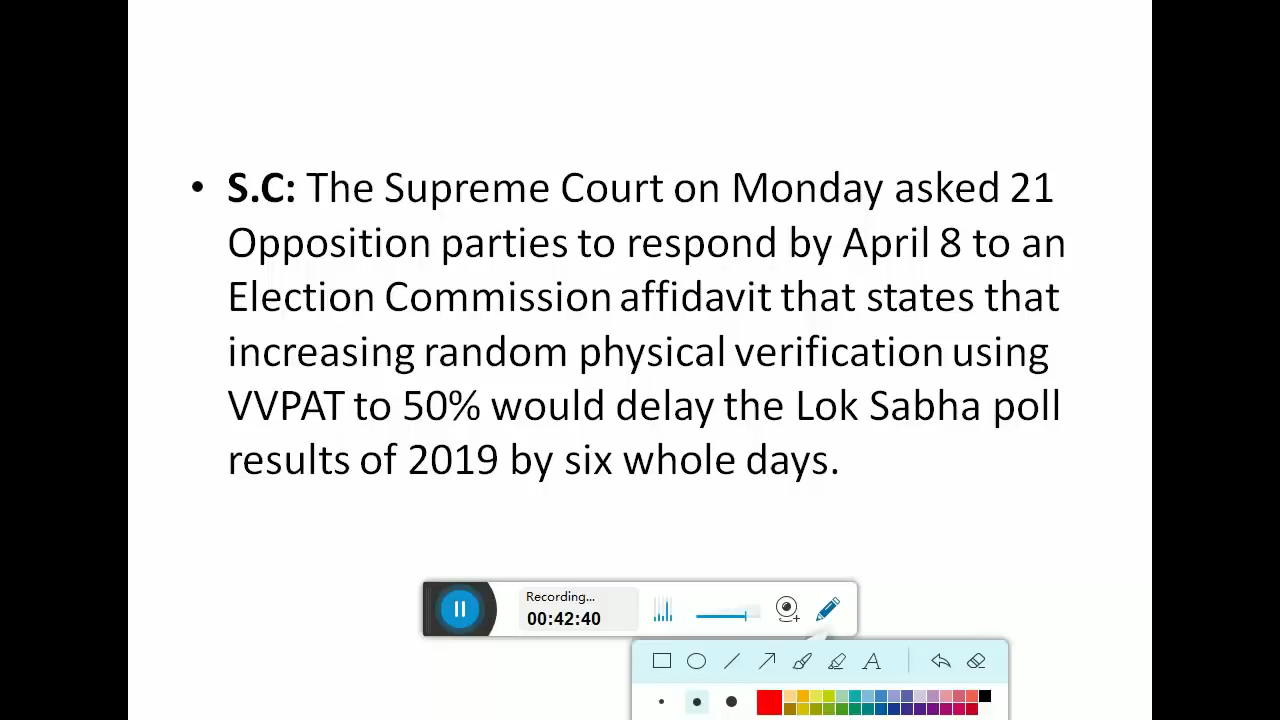 • S.C: The Supreme Court on Monday asked 21
Opposition parties to respond by April 8 to an
Election Commission affidavit that states that
increasing random physical verification using
VVPAT to 50% would delay the Lok Sabha poll
results of 2019 by six whole days.
Recording...
00:42:40
A